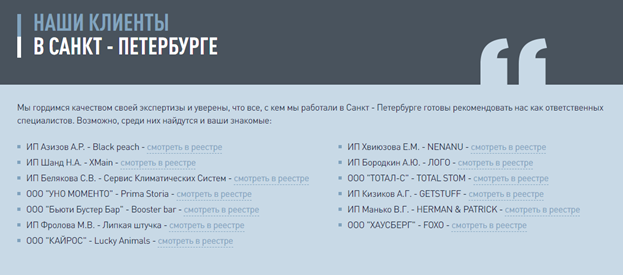 НАШИ КЛИЕНТЫ
В САНКТ - ПЕТЕРБУРГЕ
Мы гордимся качеством своей экспертизы и уверены, что все, с кем мы работали в Санкт - Петербурге готовы рекомендовать нас как ответственных
специалистов. Возможно, среди них найдутся и ваши знакомые:
ИП Азизов А.Р. - Black peach - смотреть в реестре
ИП Шанд Н.А. - XMain - смотреть в реестре
ИП Белякова С.В. - Сервис Климатических Систем - смотреть в реестре
ООО "УНО МОМЕНТО" - Prima Storia - смотреть в реестре
ООО "Бьюти Бустер Бар" - Booster bar - смотреть в реестре
ИП Фролова М.В. - Липкая штучка - смотреть в реестре
ООО "КАЙРОС" - Lucky Animals - смотреть в реестре
ИП Хвиюзова Е.М. - NENANU - смотреть в реестре
ИП Бородкин А.Ю. - ЛОГО - смотреть в реестре
ООО "ТОТАЛ-С" - TOTAL STOM - смотреть в реестре
ИП Кизиков А.Г. - GETSTUFF - смотреть в реестре
ИП Манько В.Г. - HERMAN & PATRICK - смотреть в реестре
ООО "ХАУСБЕРГ" - FOXO - смотреть в реестре